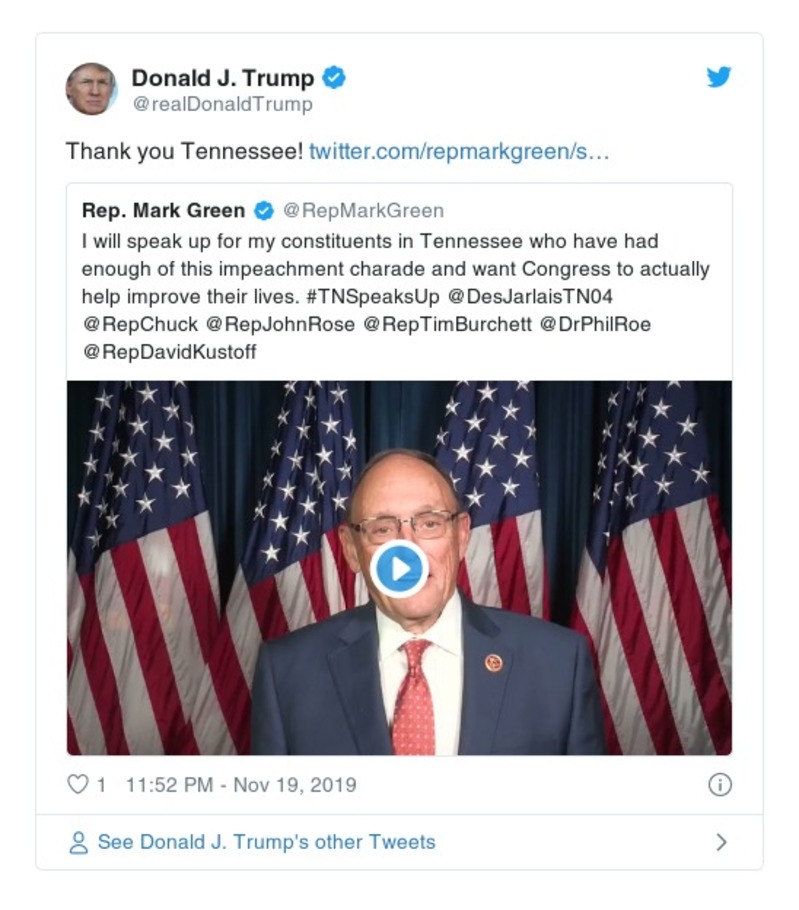 Donald J. Trump
@realDonaldTrump
Thank you Tennessee! twitter.com/repmarkgreen/s…
Rep. Mark Green @RepMarkGreen
I will speak up for my constituents in Tennessee who have had
enough of this impeachment charade and want Congress to actually
help improve their lives. #TNSpeaksUp @DesJarlaisTN04
@RepChuck @RepJohnRose @RepTimBurchett @DrPhilRoe
@RepDavidKustoff
1 11:52 PM - Nov 19, 2019
See Donald J. Trump's other Tweets